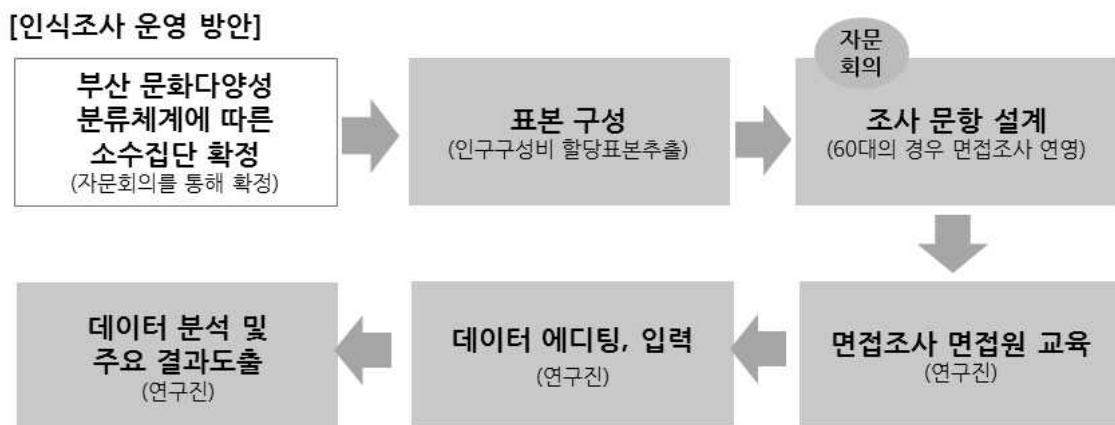 [인식조사 운영 방안]
부산 문화다양성
분류체계에 따른
소수집단 확정
(자문회의를 통해 확정)
표본 구성
(인구구성비 할당표본추출)
자문
회의
조사 문항 설계
(60대의 경우 면접조사 연영)
면접조사 면접원 교육
(연구진)
데이터 에디팅, 입력
(연구진)
데이터 분석 및
주요 결과도출
(연구진)